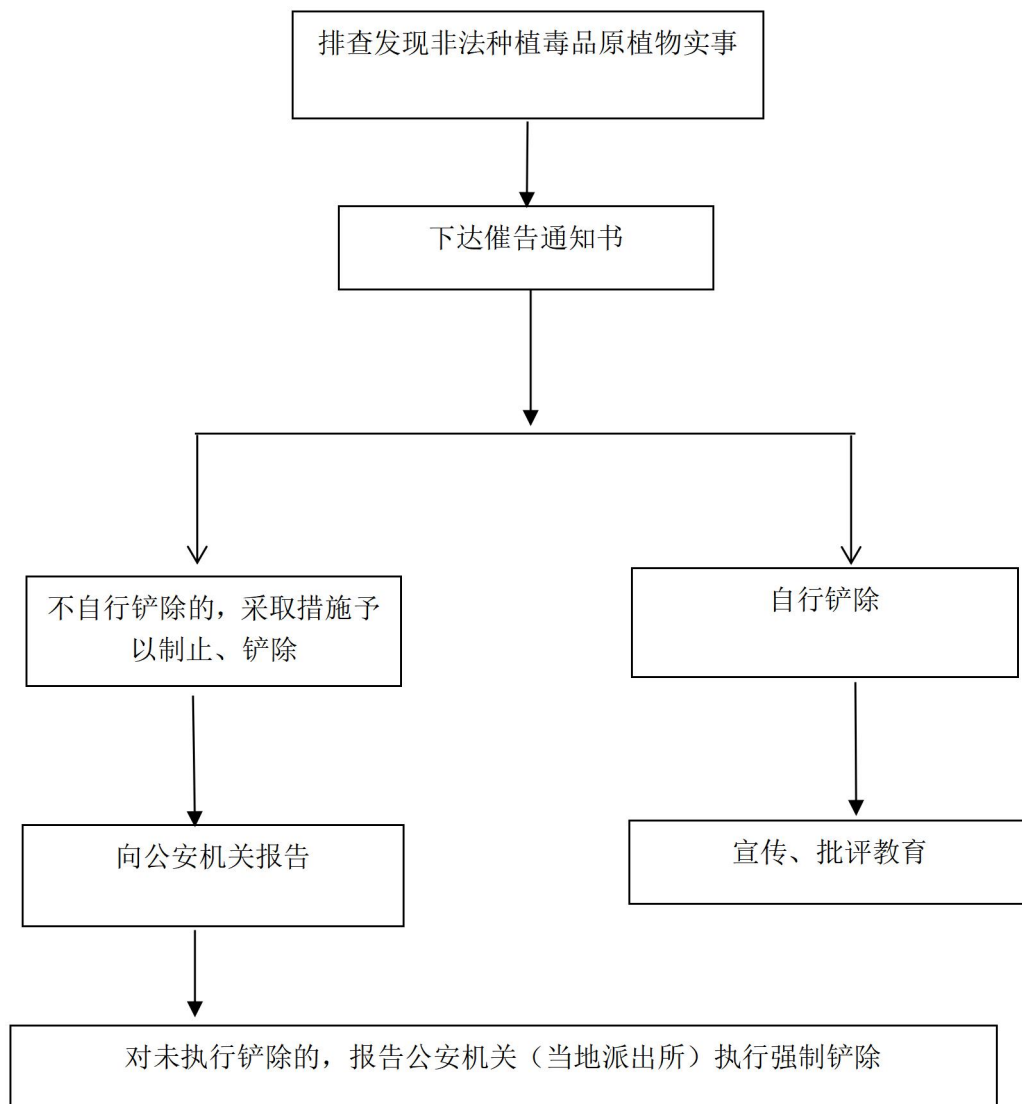 排查发现非法种植毒品原植物实事
下达催告通知书
不自行铲除的，采取措施予
以制止、铲除
自行铲除
向公安机关报告
宣传、批评教育
对未执行铲除的，报告公安机关（当地派出所）执行强制铲除